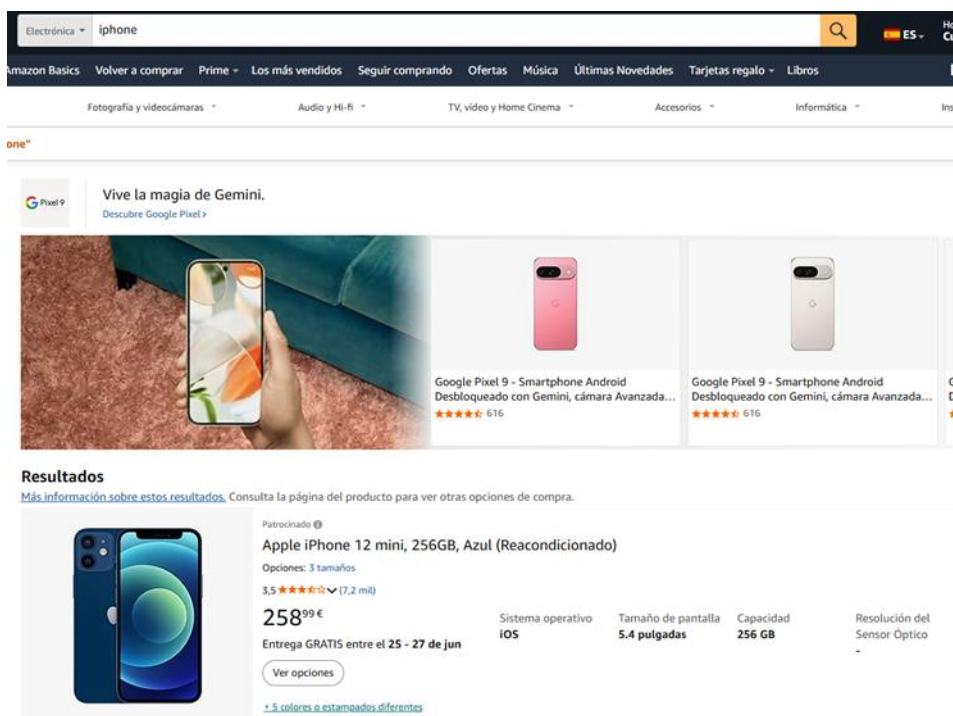 Electrónica iphone ES
Amazon Basics Volver a comprar Prime Los más vendidos Seguir comprando Ofertas Música Últimas Novedades Tarjetas regalo Libros
Fotografía y videocámaras Audio y Hi-fi TV, vídeo y Home Cinema Accesorios Informática
one"
G Pixel 9
Vive la magia de Gemini.
Descubre Google Pixel
Google Pixel 9 - Smartphone Android
Desbloqueado con Gemini, cámara Avanzada...
616
Google Pixel 9 - Smartphone Android
Desbloqueado con Gemini, cámara Avanzada...
616
Resultados
Más información sobre estos resultados. Consulta la página del producto para ver otras opciones de compra.
Patrocinado
Apple iPhone 12 mini, 256GB, Azul (Reacondicionado)
Opciones: 3 tamaños
3,5 (7,2 mil)
258,99 €
Entrega GRATIS entre el 25 - 27 de jun
Ver opciones
+ 5 colores o estampados diferentes
Sistema operativo
iOS
Tamaño de pantalla
5.4 pulgadas
Capacidad
256 GB
Resolución del
Sensor Óptico
-